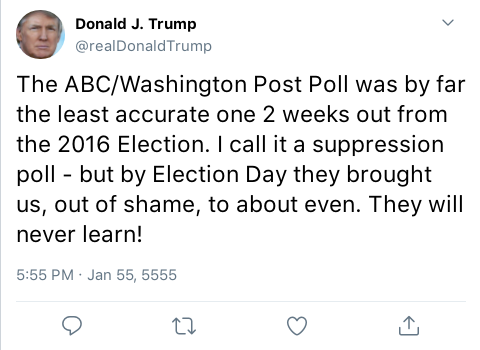 Donald J. Trump
@realDonaldTrump
The ABC/Washington Post Poll was by far
the least accurate one 2 weeks out from
the 2016 Election. I call it a suppression
poll - but by Election Day they brought
us, out of shame, to about even. They will
never learn!
5:55 PM · Jan 55, 5555